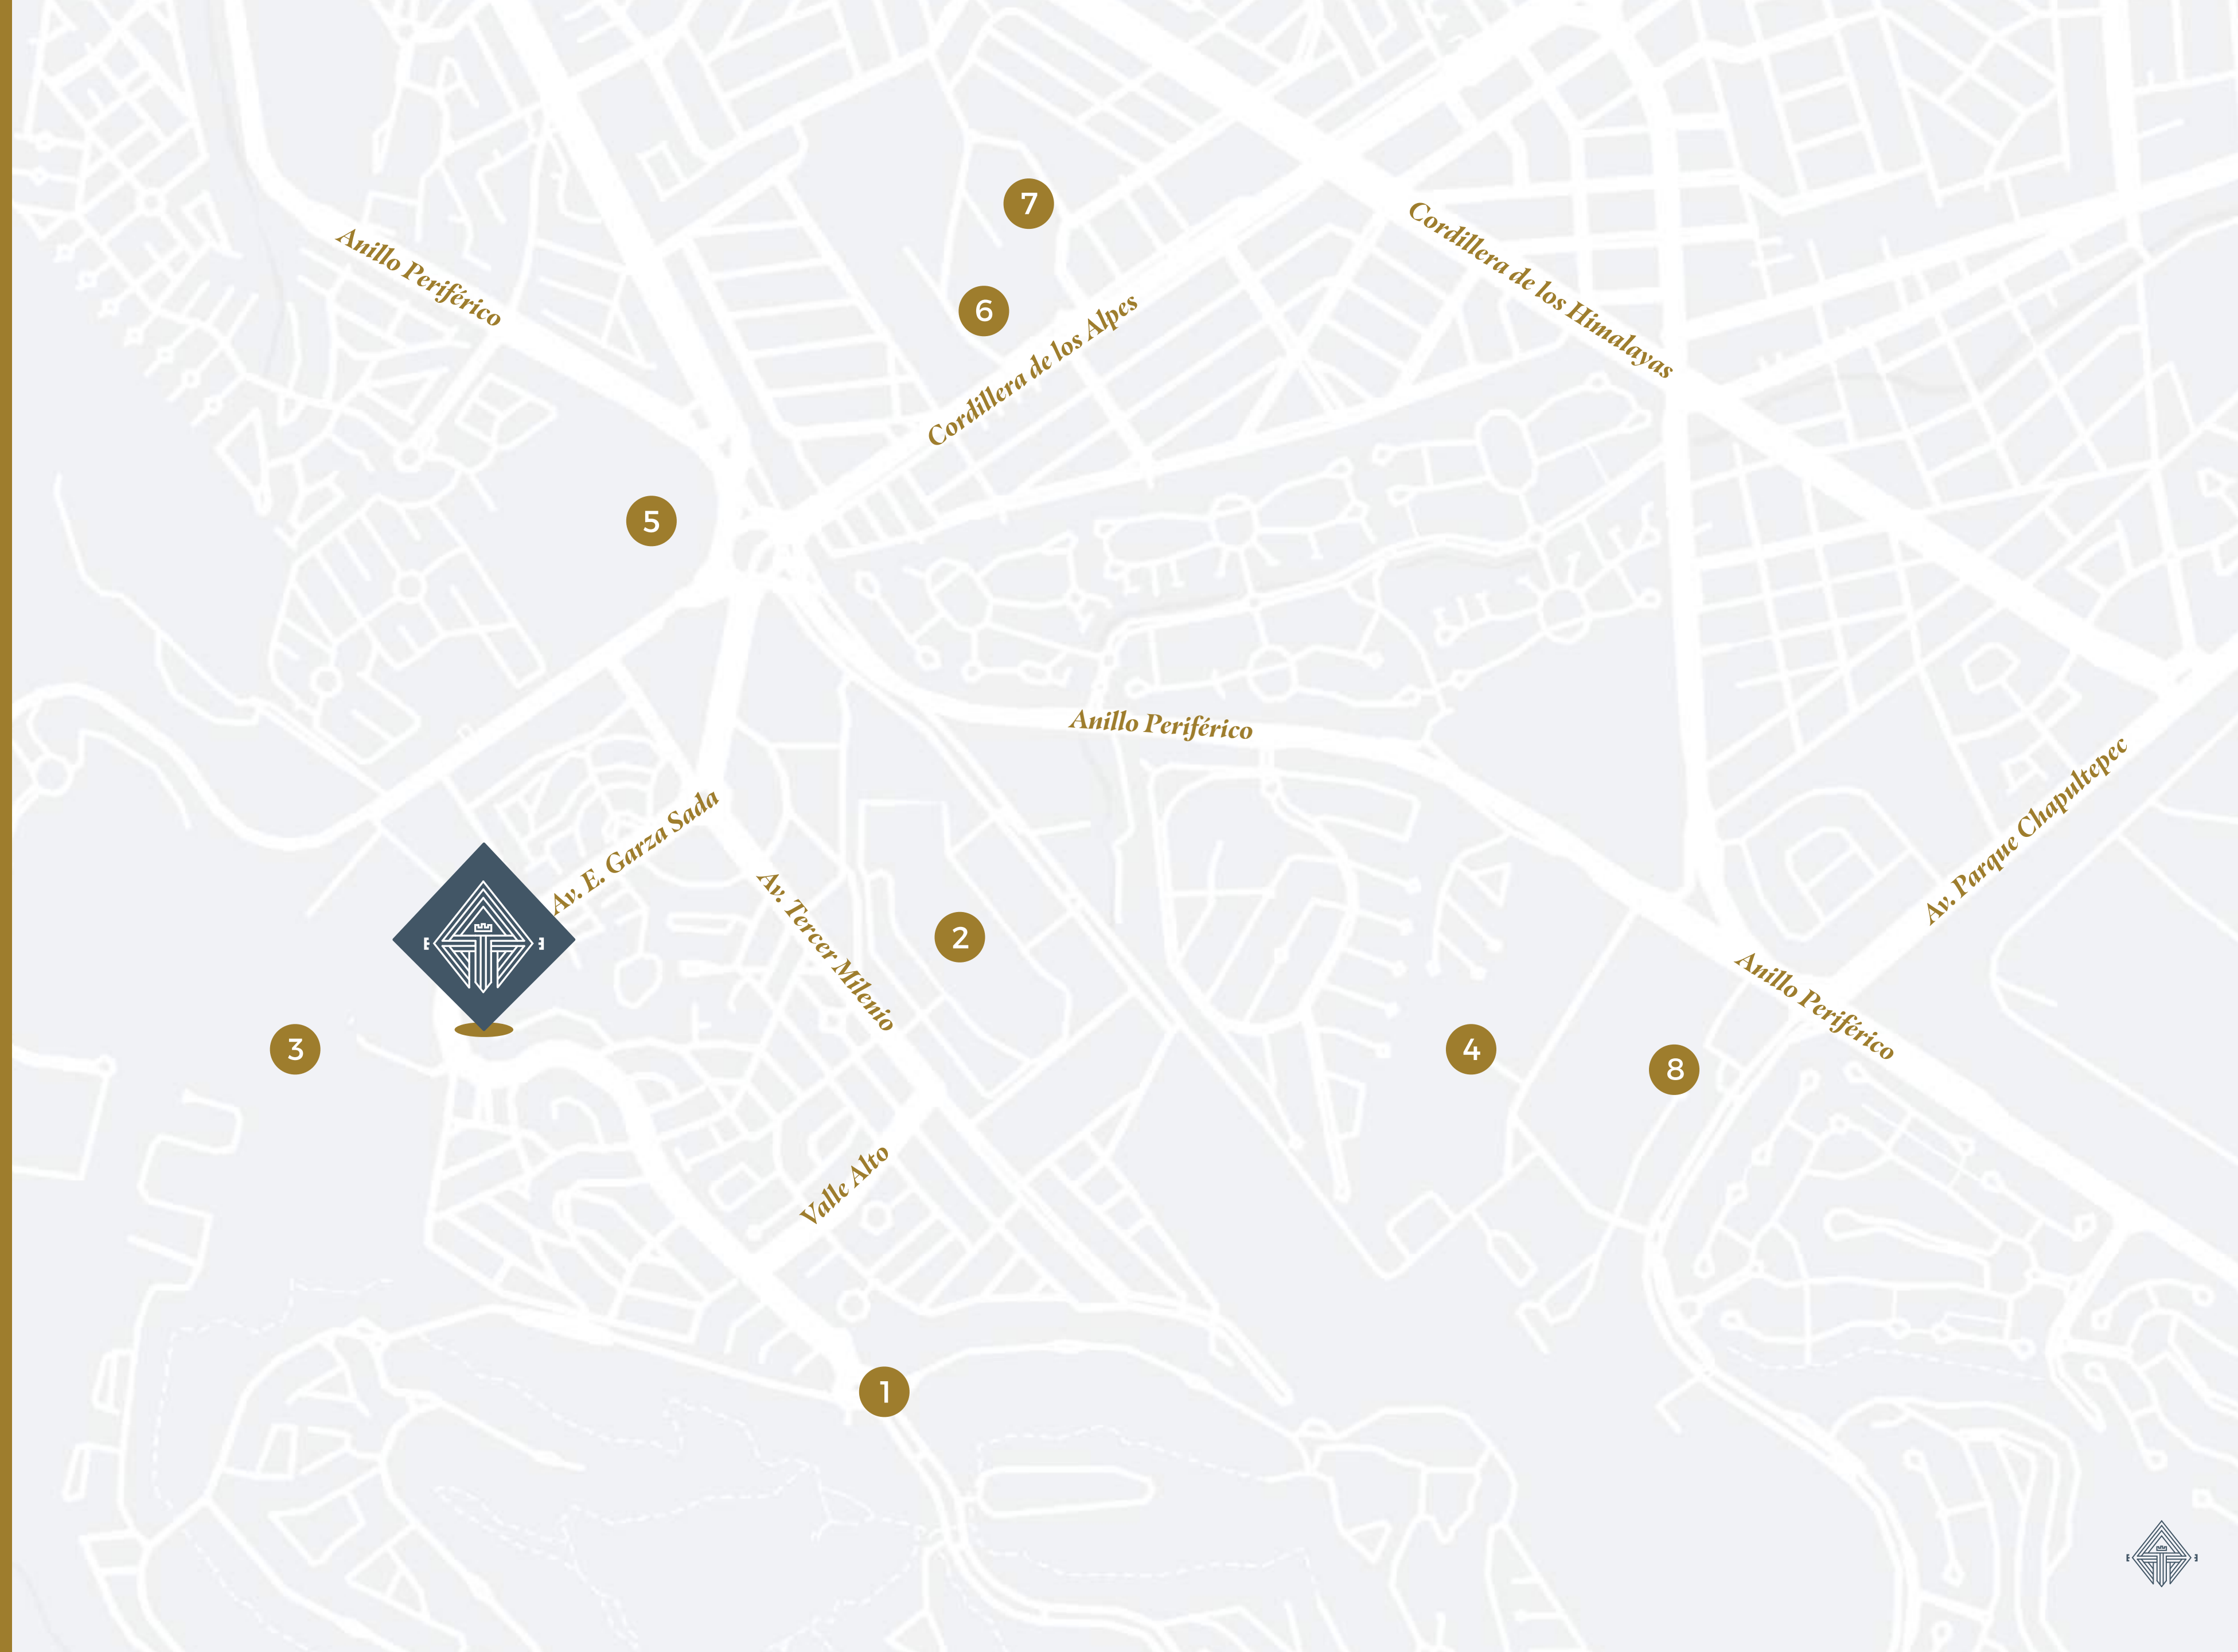 7
Cordillera de los Himalayas
Anillo Periférico
6
Cordillera de los Alpes
5
Anillo Periférico
Av. E. Garza Sada
Av. Parque Chapultepec
Av. Tercer Milenio
2
Anillo Periférico
3
4
8
Valle Alto
1